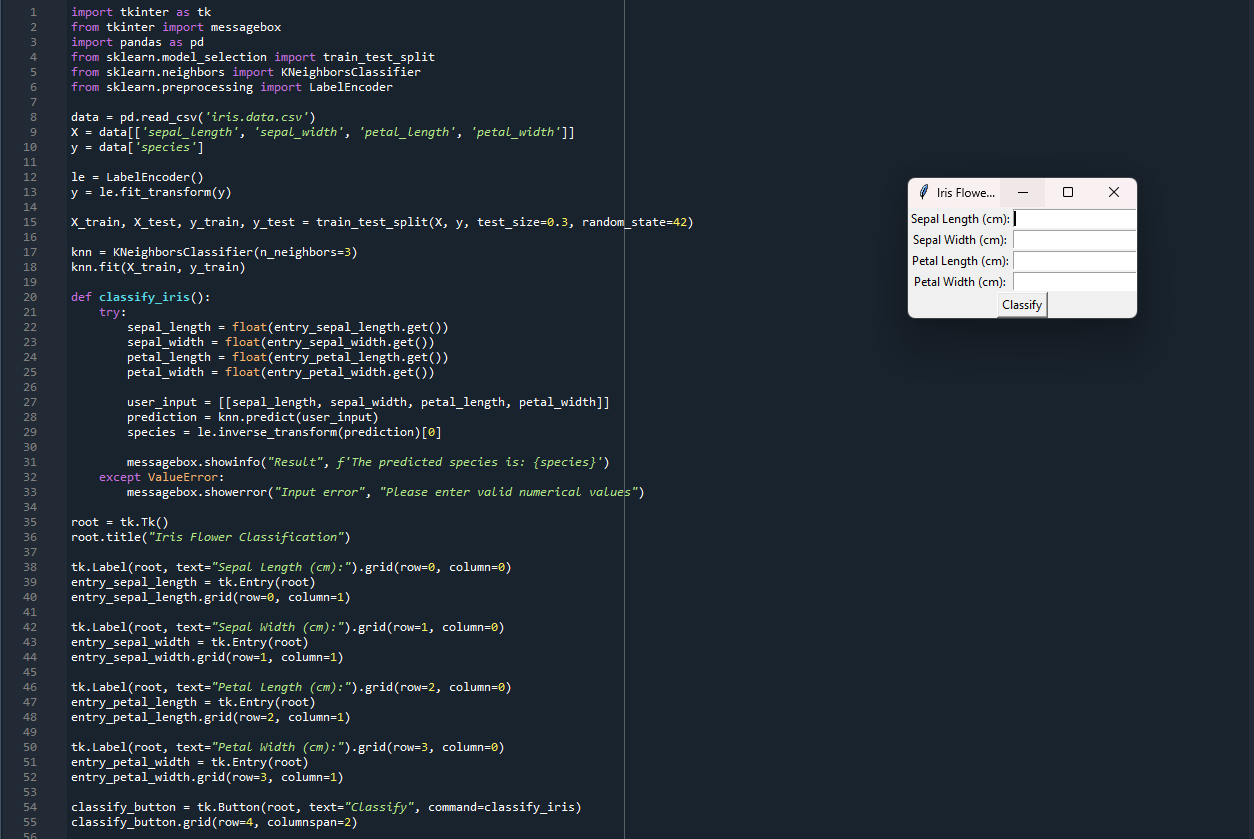 1 import tkinter as tk
2 from tkinter import messagebox
3 import pandas as pd
4 from sklearn.model_selection import train_test_split
5 from sklearn.neighbors import KNeighborsClassifier
6 from sklearn.preprocessing import LabelEncoder
7
8 data = pd.read_csv('iris.data.csv')
9 X = data[['sepal_length', 'sepal_width', 'petal_length', 'petal_width']]
10 y = data['species']
11
12 le = LabelEncoder()
13 y = le.fit_transform(y)
14
15 X_train, X_test, y_train, y_test = train_test_split(X, y, test_size=0.3, random_state=42)
16
17 knn = KNeighborsClassifier(n_neighbors=3)
18 knn.fit(X_train, y_train)
19
20 def classify_iris():
21     try:
22         sepal_length = float(entry_sepal_length.get())
23         sepal_width = float(entry_sepal_width.get())
24         petal_length = float(entry_petal_length.get())
25         petal_width = float(entry_petal_width.get())
26
27         user_input = [[sepal_length, sepal_width, petal_length, petal_width]]
28         prediction = knn.predict(user_input)
29         species = le.inverse_transform(prediction)[0]
30
31         messagebox.showinfo("Result", f'The predicted species is: {species}')
32     except ValueError:
33         messagebox.showerror("Input error", "Please enter valid numerical values")
34
35 root = tk.Tk()
36 root.title("Iris Flower Classification")
37
38 tk.Label(root, text="Sepal Length (cm):").grid(row=0, column=0)
39 entry_sepal_length = tk.Entry(root)
40 entry_sepal_length.grid(row=0, column=1)
41
42 tk.Label(root, text="Sepal Width (cm):").grid(row=1, column=0)
43 entry_sepal_width = tk.Entry(root)
44 entry_sepal_width.grid(row=1, column=1)
45
46 tk.Label(root, text="Petal Length (cm):").grid(row=2, column=0)
47 entry_petal_length = tk.Entry(root)
48 entry_petal_length.grid(row=2, column=1)
49
50 tk.Label(root, text="Petal Width (cm):").grid(row=3, column=0)
51 entry_petal_width = tk.Entry(root)
52 entry_petal_width.grid(row=3, column=1)
53
54 classify_button = tk.Button(root, text="Classify", command=classify_iris)
55 classify_button.grid(row=4, columnspan=2)
56
Iris Flowe...
Sepal Length (cm):
Sepal Width (cm):
Petal Length (cm):
Petal Width (cm):
Classify